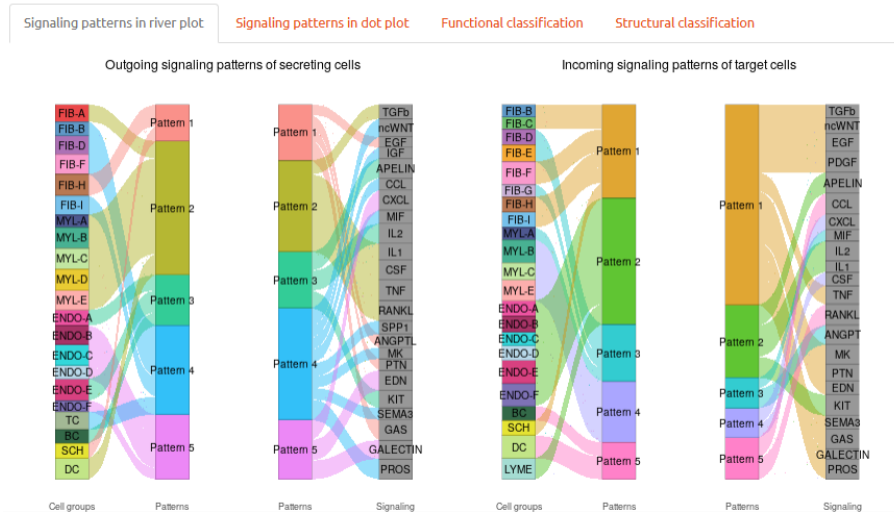 Signaling patterns in river plot
Signaling patterns in dot plot
Functional classification
Structural classification
Outgoing signaling patterns of secreting cells
FIB-A
FIB-B
FIB-D
FIB-F
FIB-H
FIB-I
MYL-A
MYL-B
MYL-C
MYL-D
MYL-E
ENDO-A
ENDO-B
ENDO-C
ENDO-D
ENDO-E
ENDO-F
TC
BC
SCH
DC
Pattern 1
Pattern 2
Pattern 3
Pattern 4
Pattern 5
Pattern 1
Pattern 2
Pattern 3
Pattern 4
Pattern 5
TGFb
ncWNT
EGF
IGF
APELIN
CCL
CXCL
MIF
IL2
IL1
CSF
TNF
RANKL
SPP1
ANGPTL
MK
PTN
EDN
KIT
SEMA3
GAS
GALECTIN
PROS
Cell groups
Patterns
Patterns
Signaling
Incoming signaling patterns of target cells
FIB-B
FIB-C
FIB-D
FIB-E
FIB-F
FIB-G
FIB-H
FIB-I
MYL-A
MYL-B
MYL-C
MYL-E
ENDO-A
ENDO-B
ENDO-C
ENDO-D
ENDO-E
ENDO-F
BC
SCH
DC
LYME
Pattern 1
Pattern 2
Pattern 3
Pattern 4
Pattern 5
Pattern 1
Pattern 2
Pattern 3
Pattern 4
Pattern 5
TGFb
ncWNT
EGF
PDGF
APELIN
CCL
CXCL
MIF
IL2
IL1
CSF
TNF
RANKL
ANGPT
MK
PTN
EDN
KIT
SEMA3
GAS
GALECTIN
PROS
Cell groups
Patterns
Patterns
Signaling